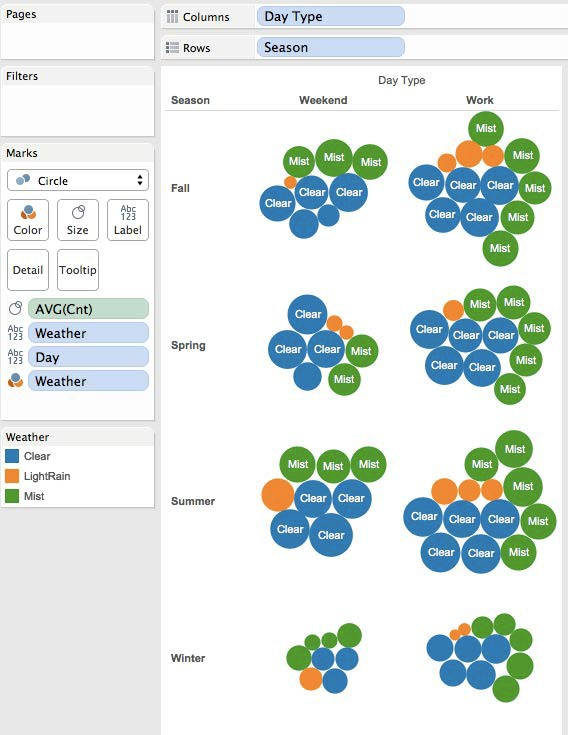 Pages
Filters
Marks
Circle
Abc
123
Color Size Label
Detail Tooltip
AVG(Cnt)
Abc
123 Weather
Abc
123 Day
Weather
Weather
Clear
LightRain
Mist
Columns Day Type
Rows Season
Day Type
Season Weekend Work
Fall
Mist Mist Mist
Clear Clear Clear
Mist
Mist
Clear Clear Clear Mist
Clear Clear Mist
Mist
Spring
Clear
Clear Clear Mist
Mist
Mist Mist
Clear Clear Clear Mist
Clear Clear Mist
Mist
Summer
Mist Mist Mist
Clear Clear
Clear Clear
Mist
Mist
Mist
Clear Clear Clear Mist
Clear Clear Mist
Winter